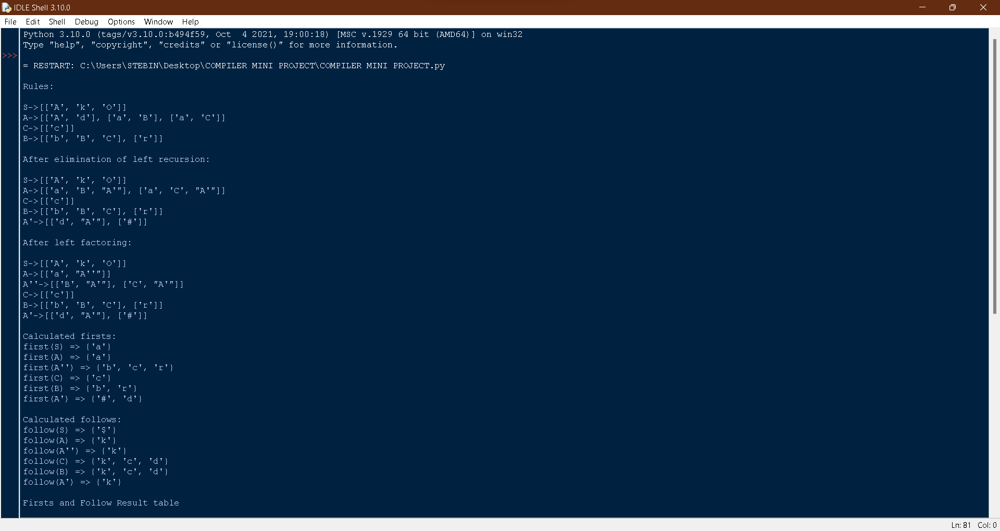 IDLE Shell 3.10.0
File Edit Shell Debug Options Window Help
Python 3.10.0 (tags/v3.10.0:b494f59, Oct  4 2021, 19:00:18) [MSC v.1929 64 bit (AMD64)] on win32
Type "help", "copyright", "credits" or "license()" for more information.
>>>
= RESTART: C:\Users\STEBIN\Desktop\COMPILER MINI PROJECT\COMPILER MINI PROJECT.py
Rules:
S->[['A', 'k', 'O']]
A->[['A', 'd'], ['a', 'B'], ['a', 'C']]
C->[['c']]
B->[['b', 'B', 'C'], ['r']]
After elimination of left recursion:
S->[['A', 'k', 'O']]
A->[['a', 'B', "A'"], ['a', 'C', "A'"]]
C->[['c']]
B->[['b', 'B', 'C'], ['r']]
A'->[['d', "A'"], ['#']]
After left factoring:
S->[['A', 'k', 'O']]
A->[['a', "A''"]]
A''->[['B', "A'"], ['C', "A'"]]
C->[['c']]
B->[['b', 'B', 'C'], ['r']]
A'->[['d', "A'"], ['#']]
Calculated firsts:
first(S) => {'a'}
first(A) => {'a'}
first(A'') => {'b', 'c', 'r'}
first(C) => {'c'}
first(B) => {'b', 'r'}
first(A') => {'#', 'd'}
Calculated follows:
follow(S) => {'$'}
follow(A) => {'k'}
follow(A'') => {'k'}
follow(C) => {'k', 'c', 'd'}
follow(B) => {'k', 'c', 'd'}
follow(A') => {'k'}
Firsts and Follow Result table
Ln: 81 Col: 0